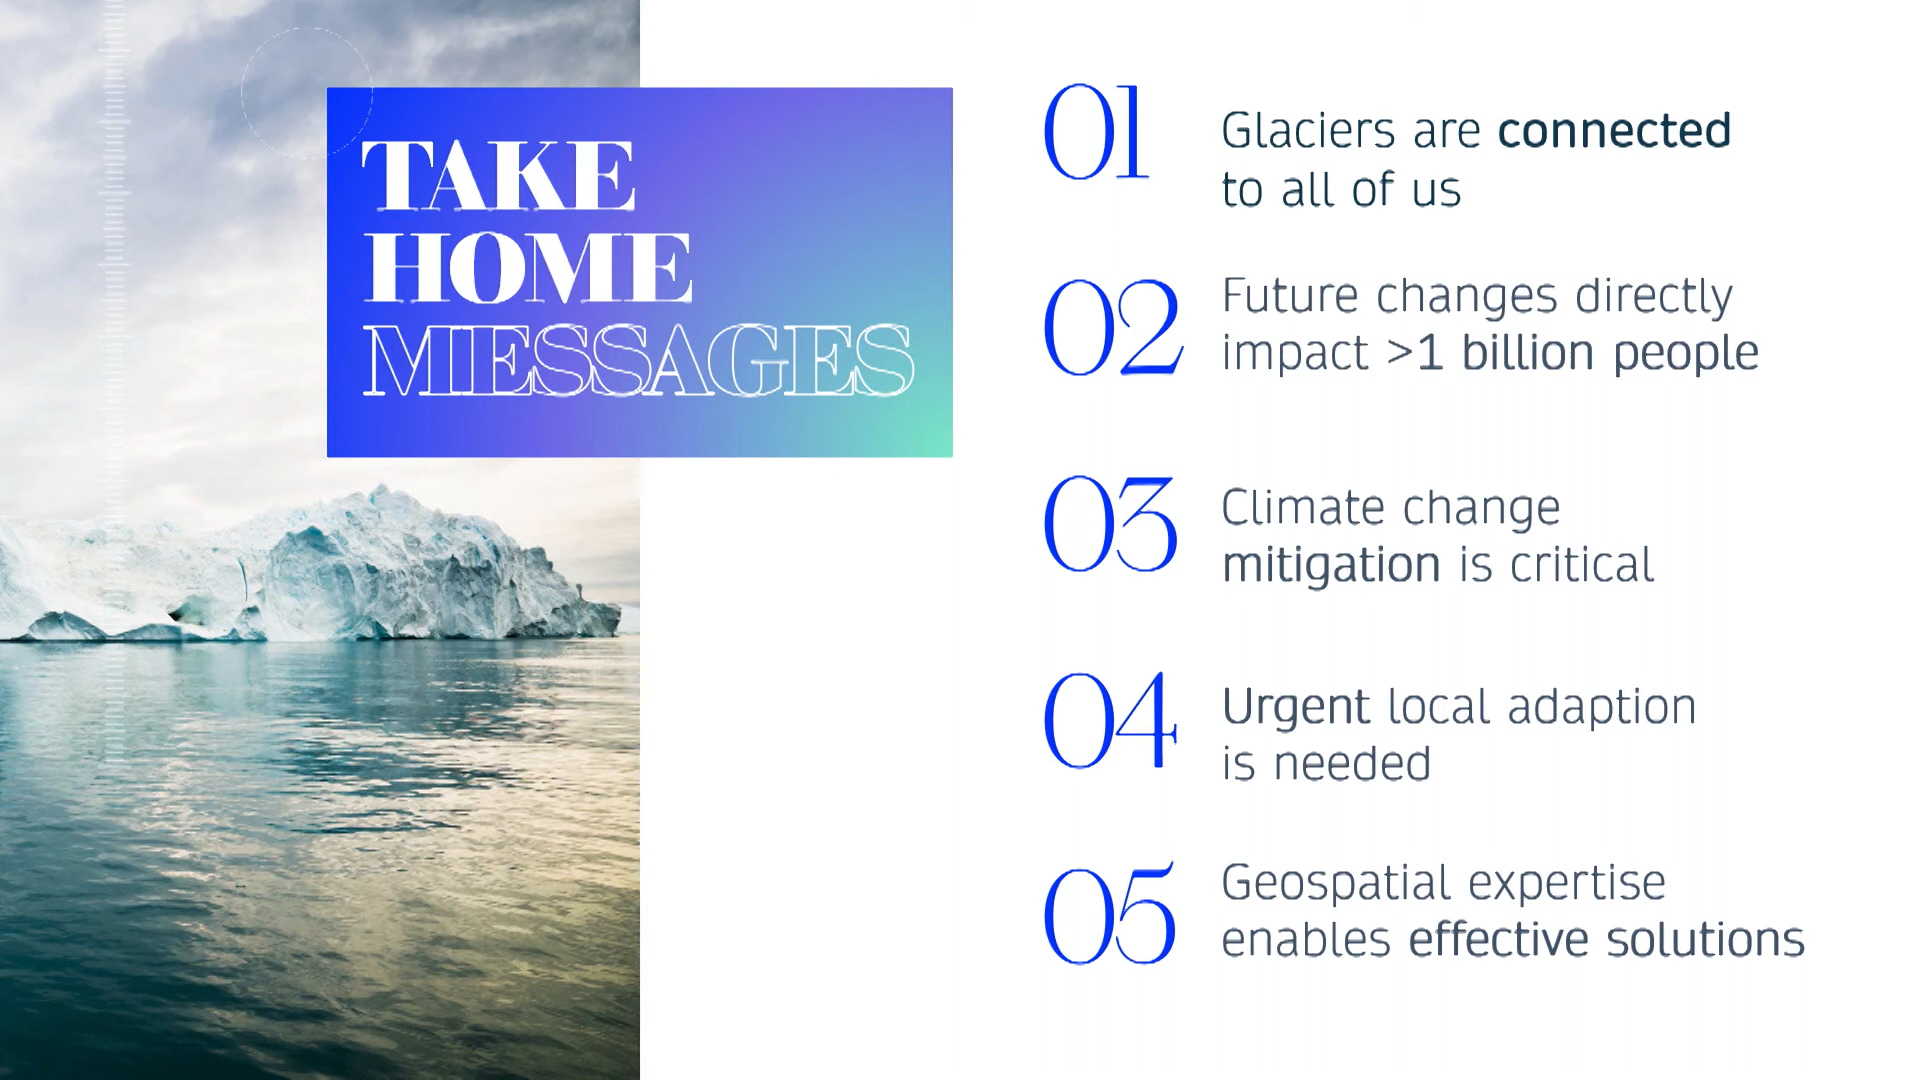 TAKE
HOME
MESSAGES
01
Glaciers are connected
to all of us
02
Future changes directly
impact >1 billion people
03
Climate change
mitigation is critical
04
Urgent local adaption
is needed
05
Geospatial expertise
enables effective solutions